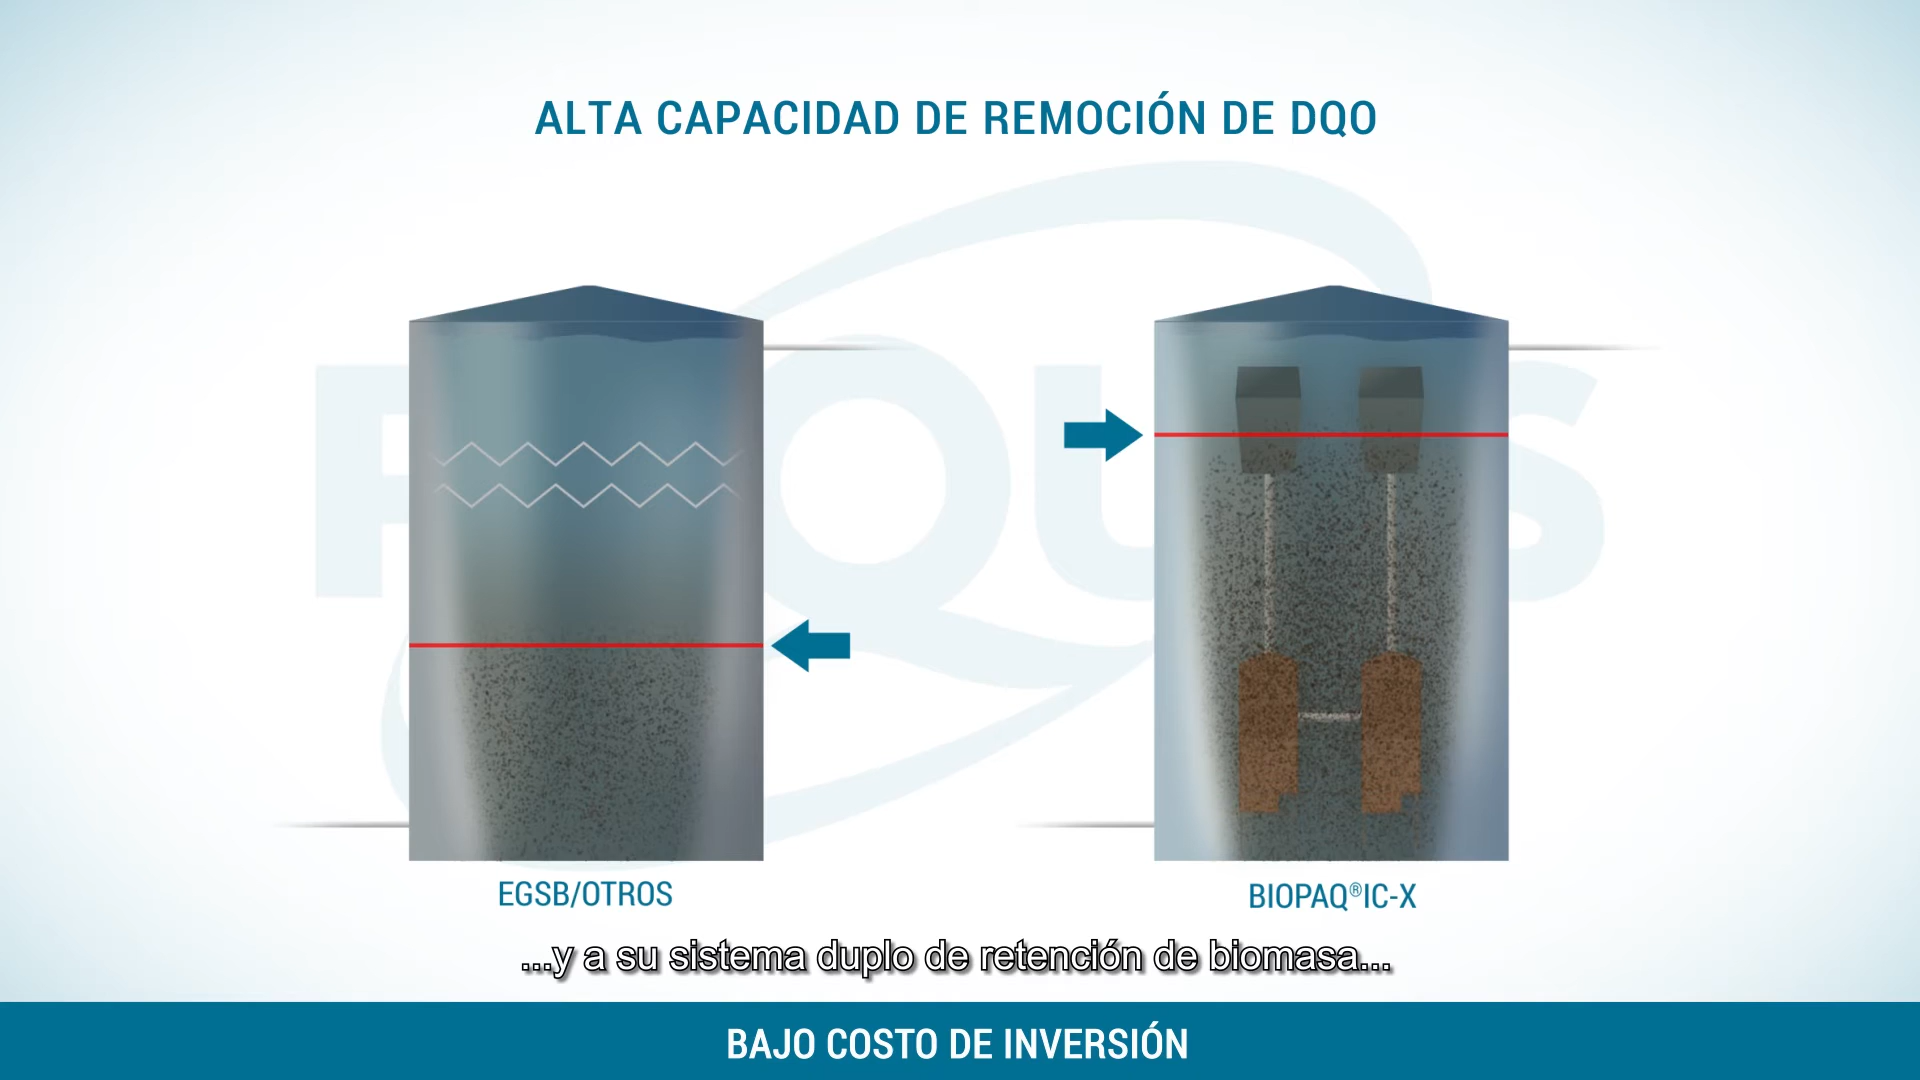 ALTA CAPACIDAD DE REMOCIÓN DE DQO
EGSB/OTROS
BIOPAQ®IC-X
...y a su sistema duplo de retención de biomasa...
BAJO COSTO DE INVERSIÓN